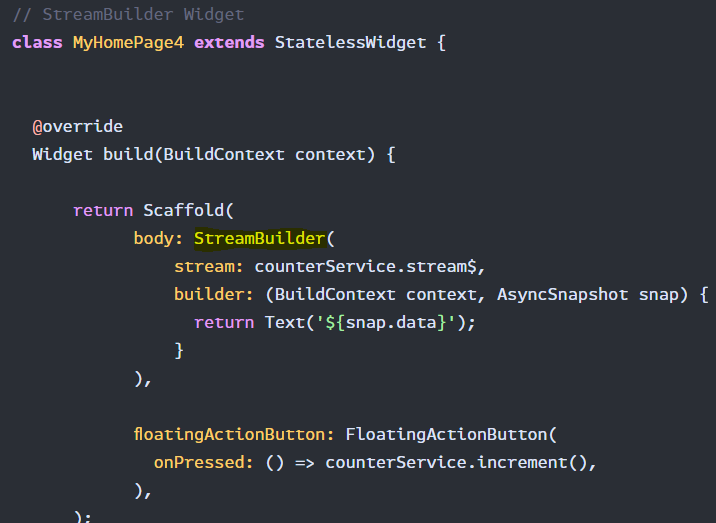 // StreamBuilder Widget
class MyHomePage4 extends StatelessWidget {
@override
Widget build(BuildContext context) {
return Scaffold(
body: StreamBuilder(
stream: counterService.stream$,
builder: (BuildContext context, AsyncSnapshot snap) {
return Text('${snap.data}');
}
),
floatingActionButton: FloatingActionButton(
onPressed: () => counterService.increment(),
),
);